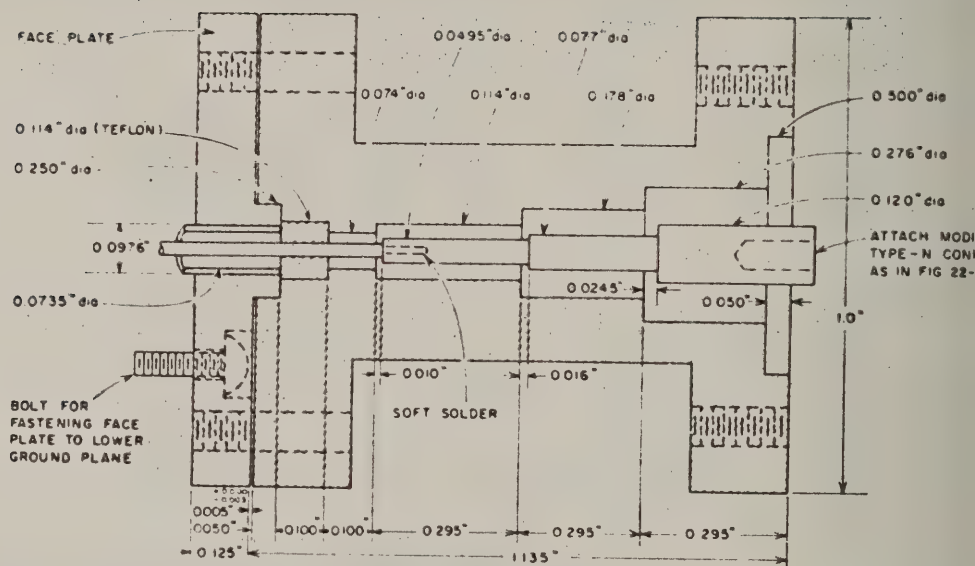 FACE PLATE
0.0495" dia
0.077" dia
0.074" dia
0.114" dia
0.178" dia
0.500" dia
0.114" dia (TEFLON)
0.250" dia
0.276" dia
0.120" dia
0.0976"
ATTACH MODI
TYPE-N CON
AS IN FIG 22-
0.0735" dia
0.0245"
0.050"
1.0"
0.010"
0.016"
SOFT SOLDER
BOLT FOR
FASTENING FACE
PLATE TO LOWER
GROUND PLANE
0.005"
0.050"
0.100"
0.100"
0.295"
0.295"
0.295"
0.125"
1.135"